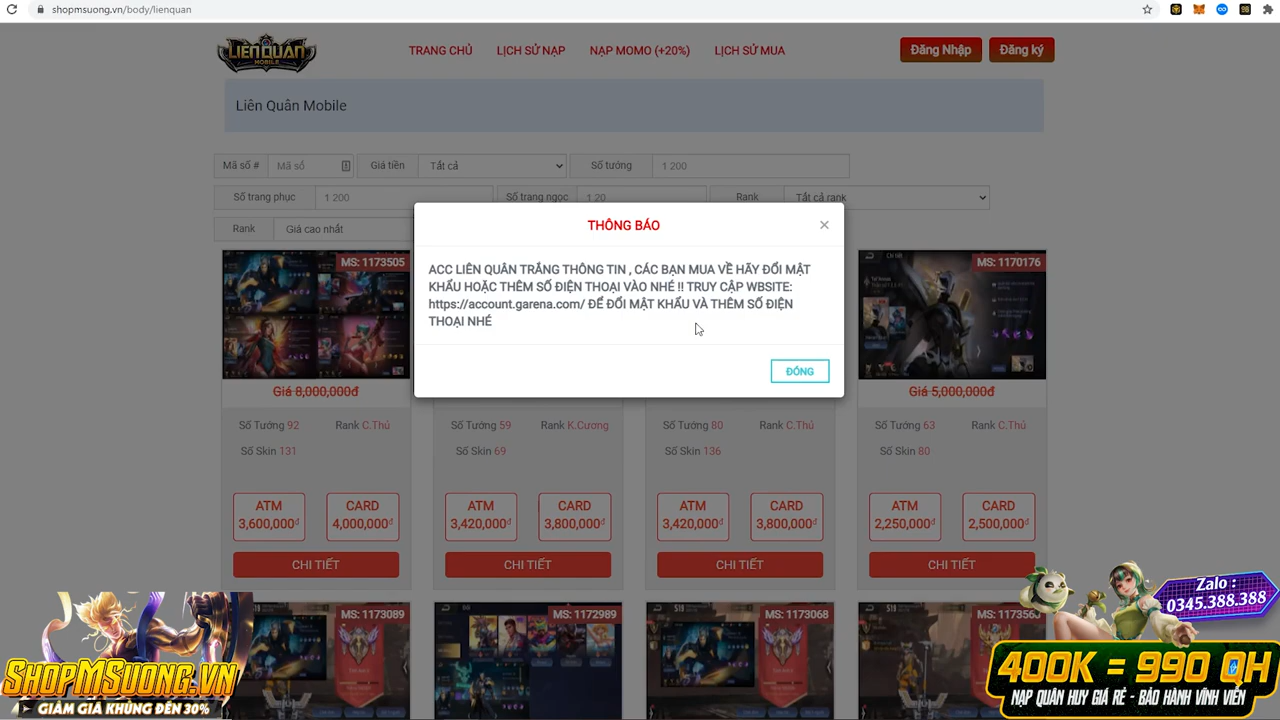 shopmsuong.vn/body/lienquan
LIÊN QUÂN
MOBILE
TRANG CHỦ
LỊCH SỬ NẠP
NẠP MOMO (+20%)
LỊCH SỬ MUA
Đăng Nhập
Đăng ký
Liên Quân Mobile
Mã số #
Mã số
Giá tiền
Tất cả
Số tướng
1 200
Số trang phục
1 200
Số trang ngọc
1 20
Rank
Tất cả rank
Rank
Giá cao nhất
THÔNG BÁO
×
ACC LIÊN QUÂN TRẮNG THÔNG TIN , CÁC BẠN MUA VỀ HÃY ĐỔI MẬT
KHẨU HOẶC THÊM SỐ ĐIỆN THOẠI VÀO NHÉ !! TRUY CẬP WBSITE:
https://account.garena.com/ ĐỂ ĐỔI MẬT KHẨU VÀ THÊM SỐ ĐIỆN
THOẠI NHÉ
ĐÓNG
MS: 1173505
MS: 1170176
Giá 8,000,000đ
Giá 5,000,000đ
Số Tướng 92
Rank C.Thủ
Số Tướng 59
Rank K.Cương
Số Tướng 80
Rank C.Thủ
Số Tướng 63
Rank C.Thủ
Số Skin 131
Số Skin 69
Số Skin 136
Số Skin 80
ATM
3,600,000đ
CARD
4,000,000đ
ATM
3,420,000đ
CARD
3,800,000đ
ATM
3,420,000đ
CARD
3,800,000đ
ATM
2,250,000đ
CARD
2,500,000đ
CHI TIẾT
CHI TIẾT
CHI TIẾT
CHI TIẾT
MS: 1173089
MS: 1172989
MS: 1173068
Zalo :
0345.388.388
SHOPMSUONG.VN
GIẢM GIÁ KHỦNG ĐẾN 30%
400K = 990 QH
NẠP QUÂN HUY GIÁ RẺ - BẢO HÀNH VĨNH VIỄN